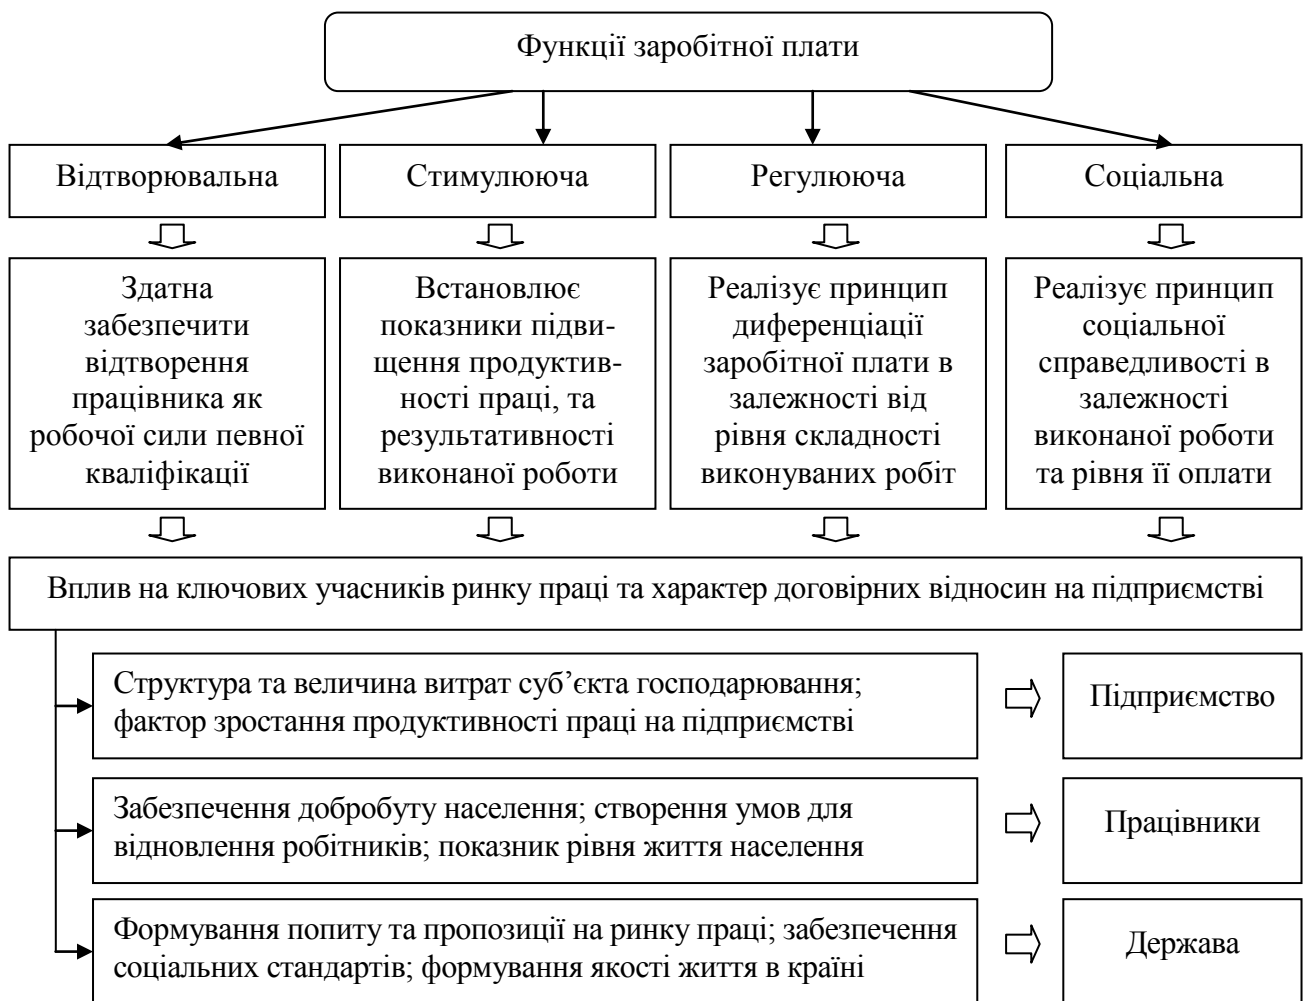 Функції заробітної плати
Відтворювальна
Стимулююча
Регулююча
Соціальна
Здатна
забезпечити
відтворення
працівника як
робочої сили певної
кваліфікації
Встановлює
показники підви-
щення продуктив-
ності праці, та
результативності
виконаної роботи
Реалізує принцип
диференціації
заробітної плати в
залежності від
рівня складності
виконуваних робіт
Реалізує принцип
соціальної
справедливості в
залежності
виконаної роботи
та рівня її оплати
Вплив на ключових учасників ринку праці та характер договірних відносин на підприємстві
Структура та величина витрат суб’єкта господарювання;
фактор зростання продуктивності праці на підприємстві
Підприємство
Забезпечення добробуту населення; створення умов для
відновлення робітників; показник рівня життя населення
Працівники
Формування попиту та пропозиції на ринку праці; забезпечення
соціальних стандартів; формування якості життя в країні
Держава